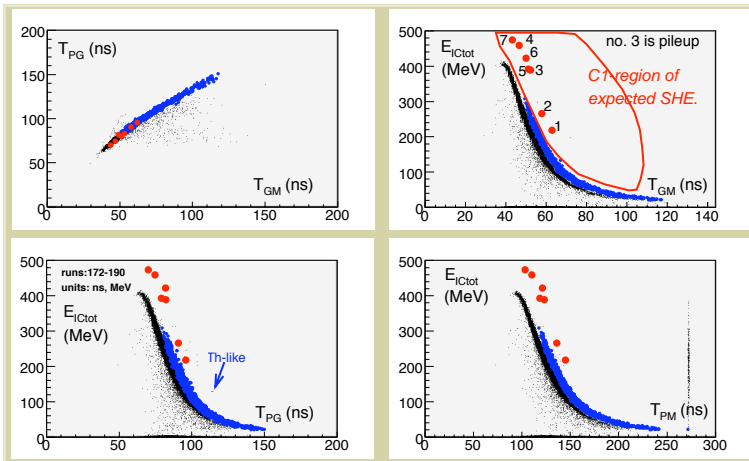 T_PG (ns)
200
150
100
50
0
0 50 100 150 200
T_GM (ns)
E_ICtot
(MeV)
500
400
300
200
100
0
0 20 40 60 80 100 120 140
T_GM (ns)
no. 3 is pileup
C1-region of
expected SHE.
7 4
6
5 3
2
1
runs:172-190
units: ns, MeV
E_ICtot
(MeV)
500
400
300
200
100
0
0 50 100 150 200
T_PG (ns)
Th-like
E_ICtot
(MeV)
500
400
300
200
100
0
0 50 100 150 200 250 300
T_PM (ns)